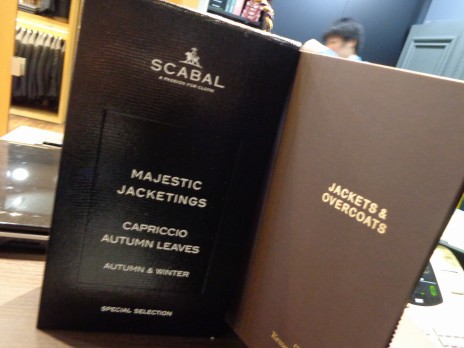 SCABAL
A PASSION FOR CLOTH
MAJESTIC
JACKETINGS
CAPRICCIO
AUTUMN LEAVES
AUTUMN & WINTER
SPECIAL SELECTION
JACKETS &
OVERCOATS